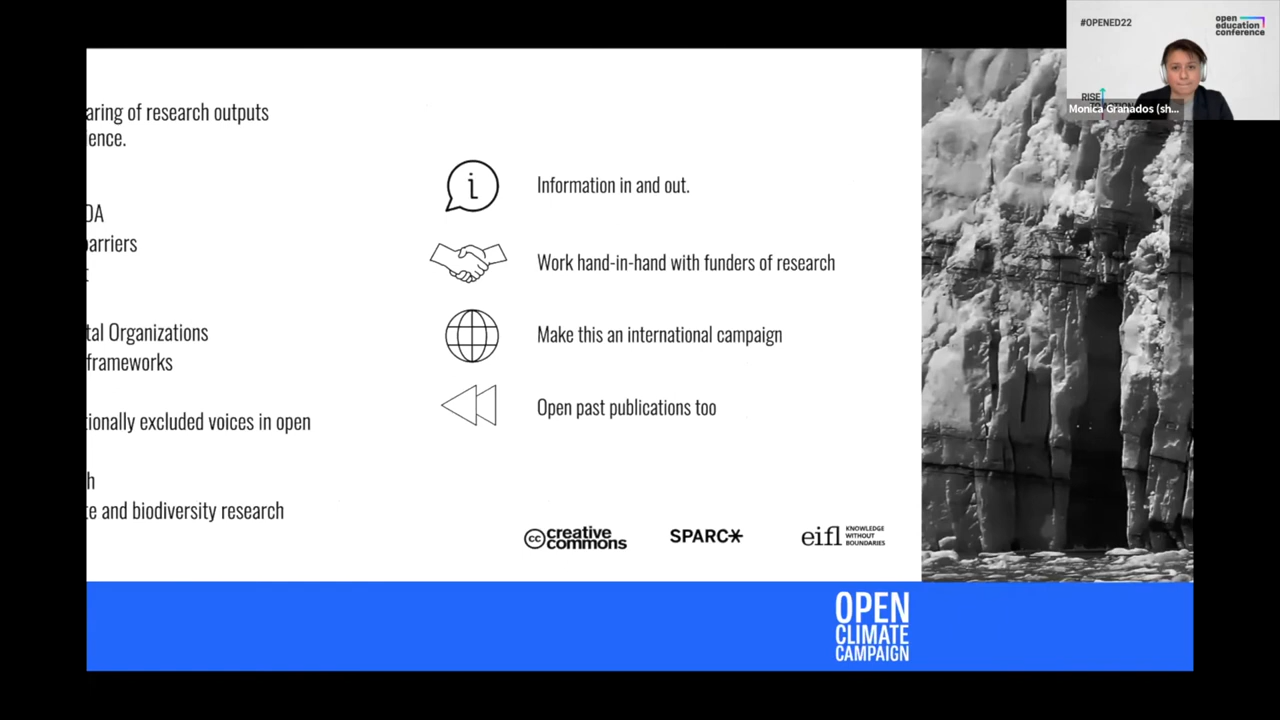 #OPENED22
open
education
conference
RISE
Monica Granados (sh...
aring of research outputs
ence.
DA
barriers
tal Organizations
frameworks
tionally excluded voices in open
h
te and biodiversity research
Information in and out.
Work hand-in-hand with funders of research
Make this an international campaign
Open past publications too
cc creative commons
SPARC
eifl KNOWLEDGE WITHOUT BOUNDARIES
OPEN
CLIMATE
CAMPAIGN